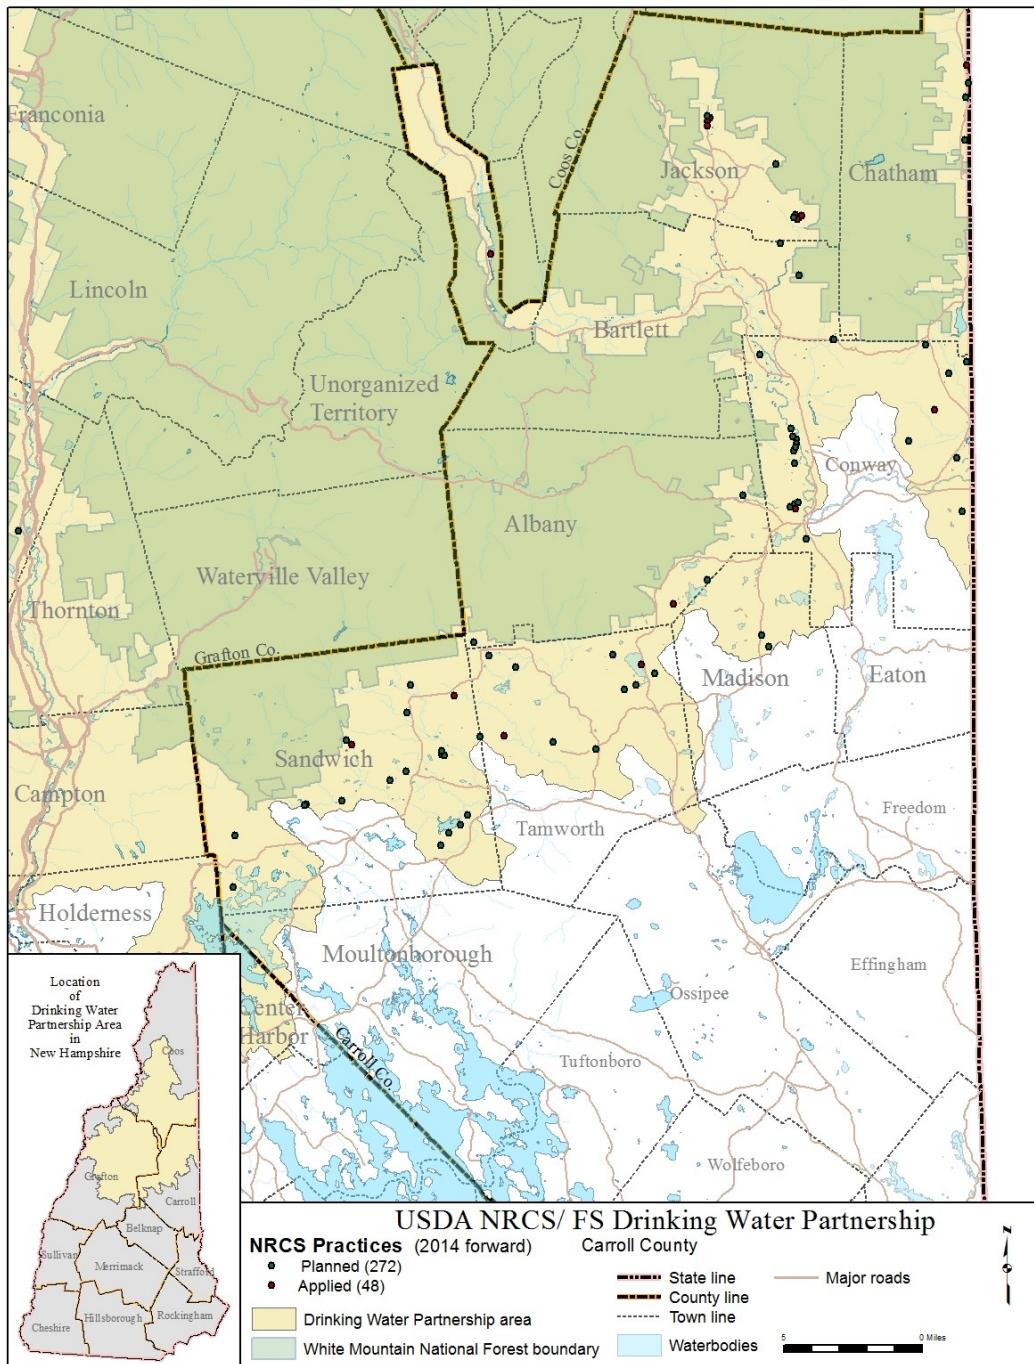 Franconia
Coos Co.
Jackson
Chatham
Lincoln
Bartlett
Unorganized
Territory
Conway
Albany
Waterville Valley
Thornton
Grafton Co.
Madison
Eaton
Sandwich
Campton
Freedom
Tamworth
Holderness
Moultonborough
Effingham
Ossipee
Center
Harbor
Carroll Co.
Tuftonboro
Wolfeboro
Location
of
Drinking Water
Partnership Area
in
New Hampshire
Coos
Grafton
Carroll
Belknap
Sullivan
Merrimack
Strafford
Hillsborough
Rockingham
Cheshire
USDA NRCS/ FS Drinking Water Partnership
NRCS Practices (2014 forward)
Carroll County
N
Planned (272)
Applied (48)
Drinking Water Partnership area
White Mountain National Forest boundary
State line
County line
Town line
Waterbodies
Major roads
5 0 Miles